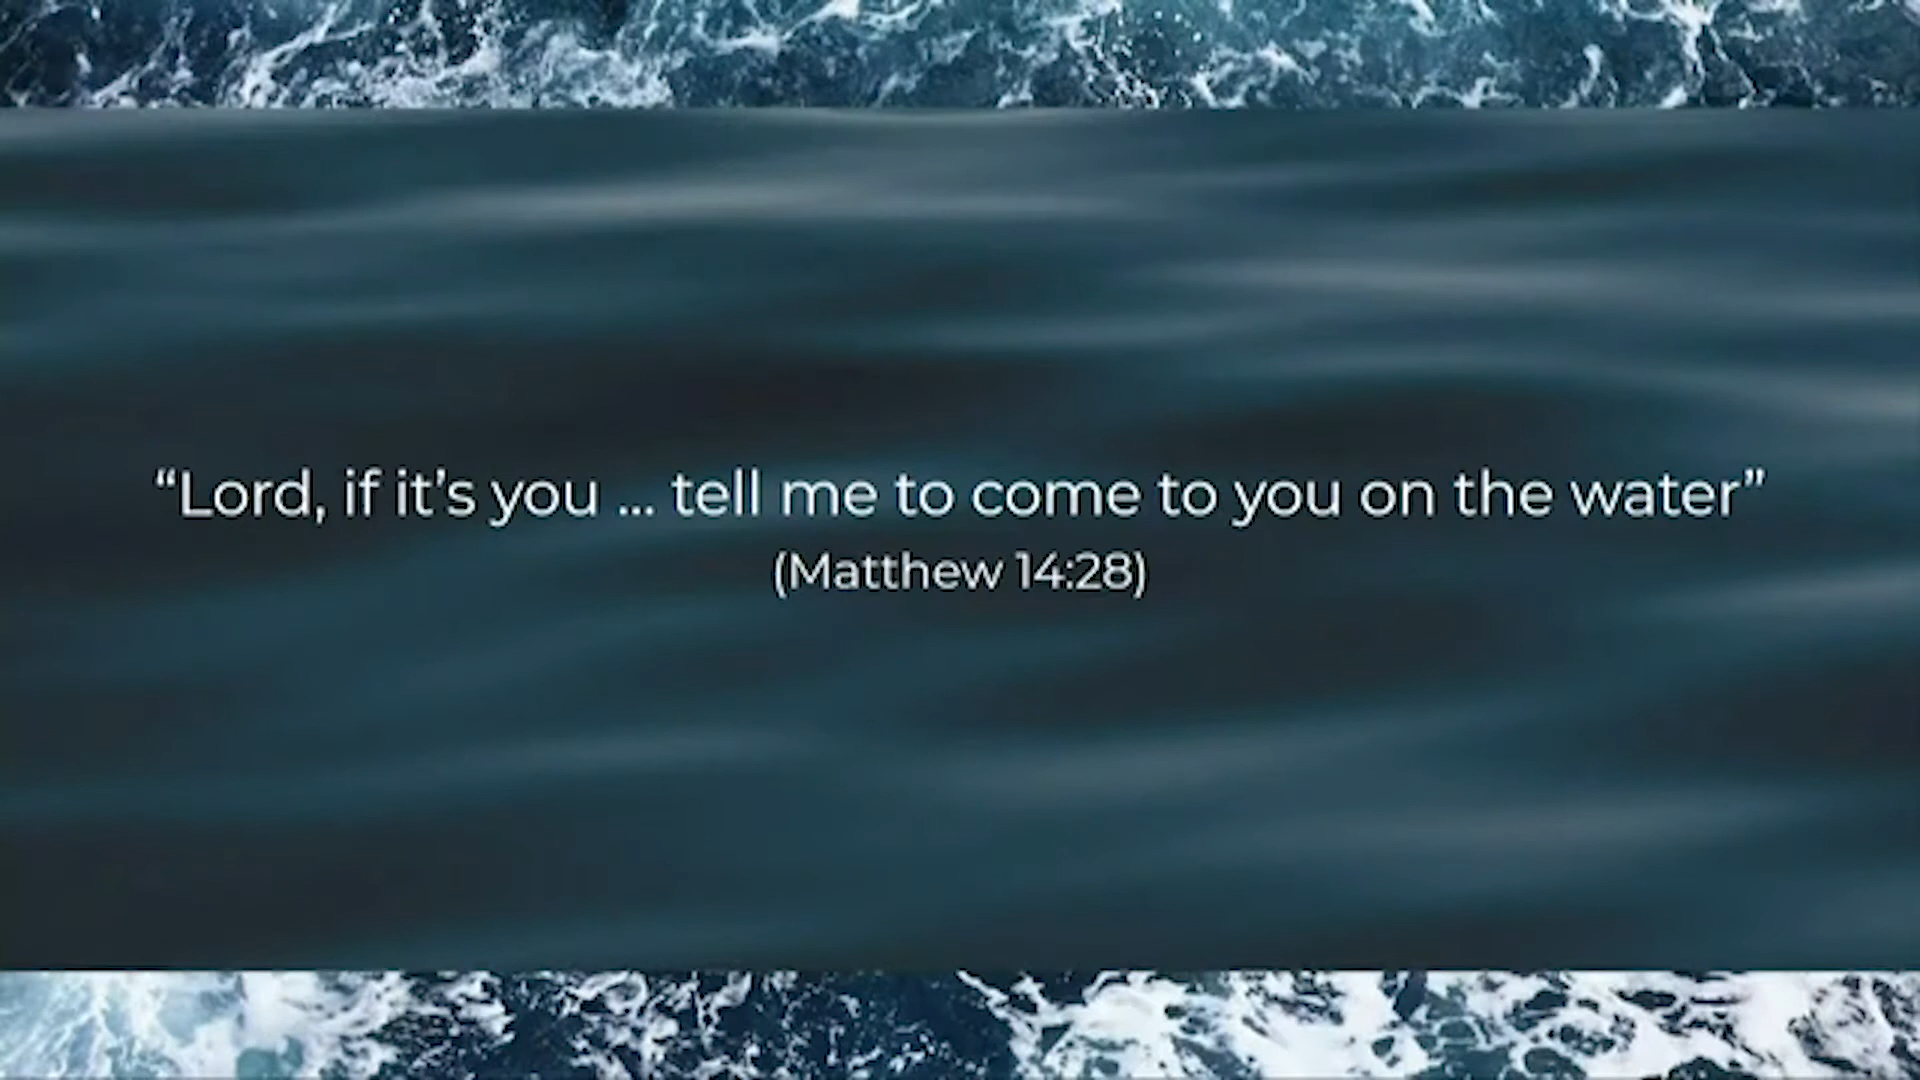 “Lord, if it’s you ... tell me to come to you on the water”
(Matthew 14:28)